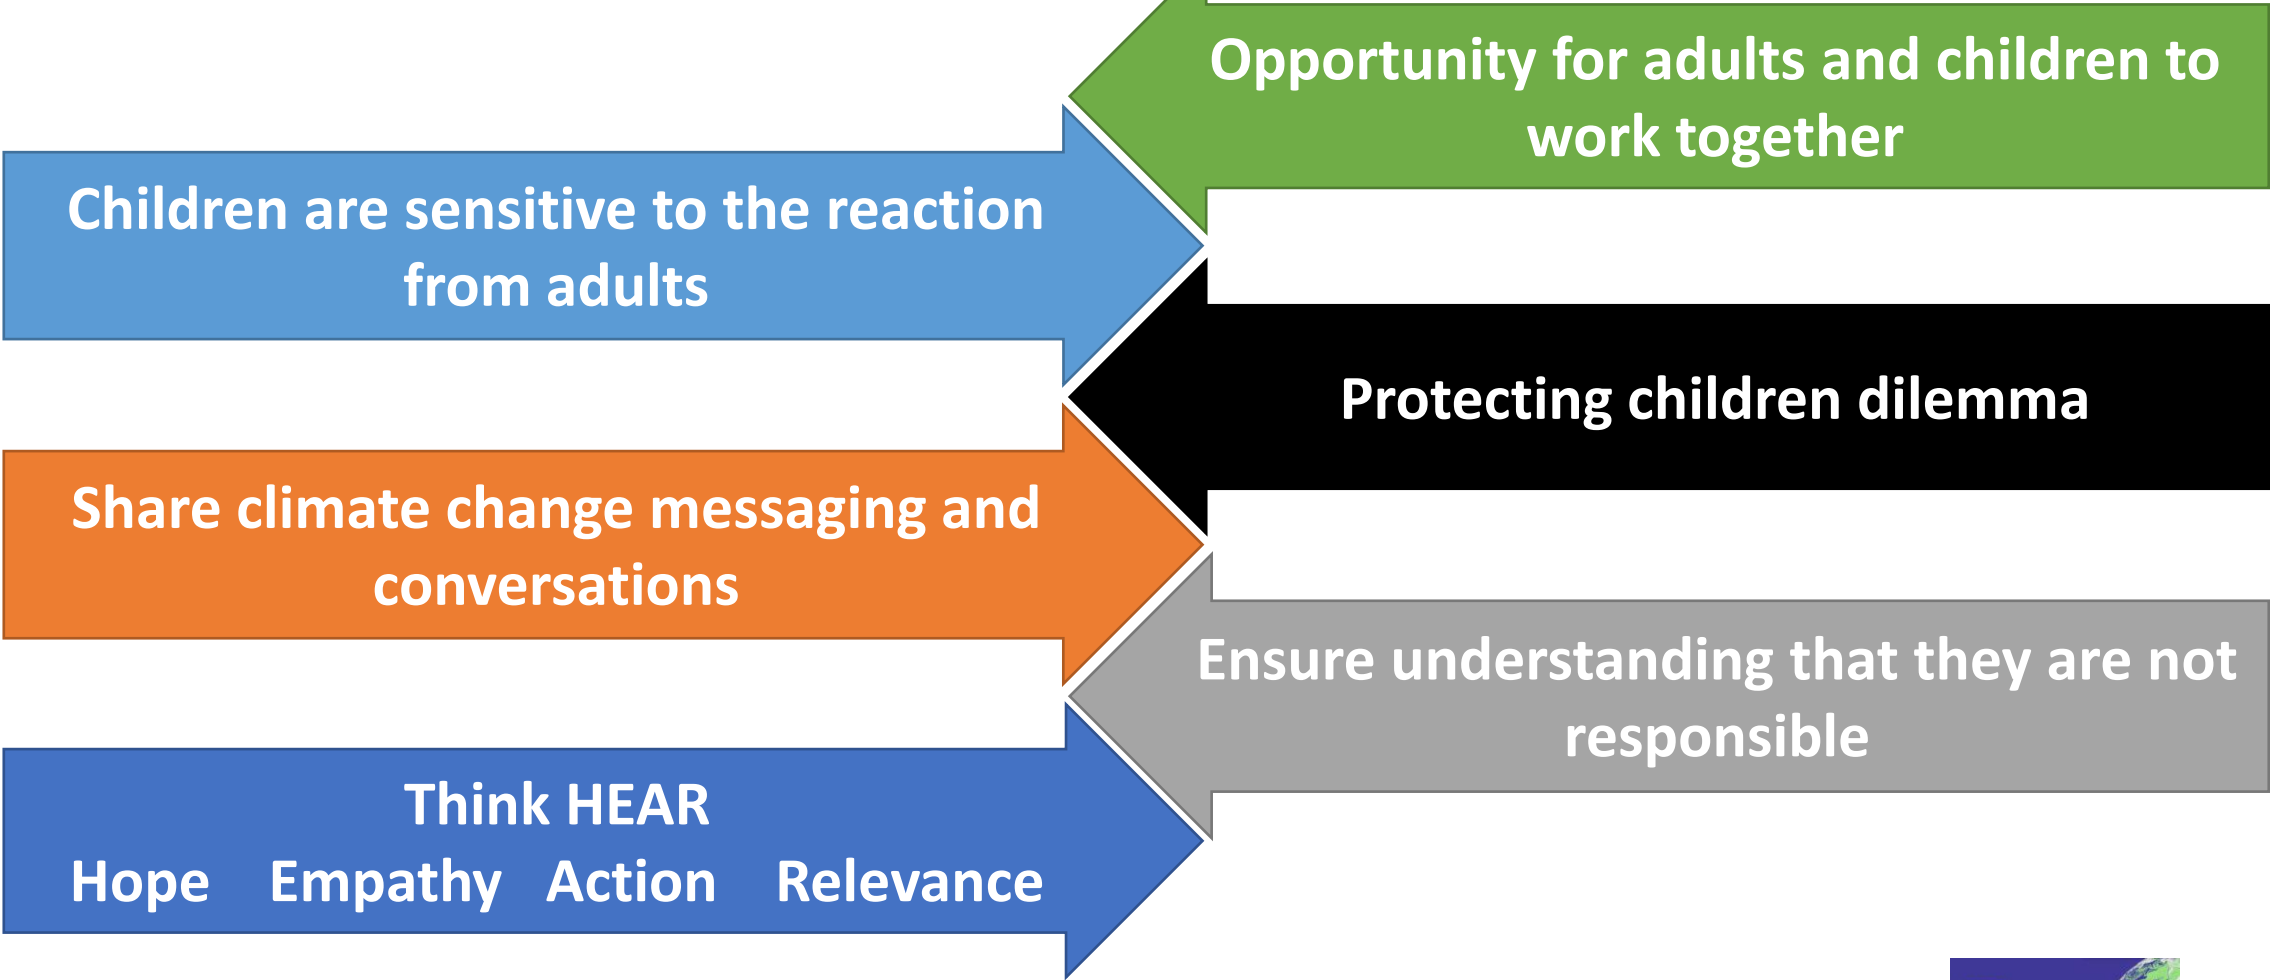 Opportunity for adults and children to
work together
Children are sensitive to the reaction
from adults
Protecting children dilemma
Share climate change messaging and
conversations
Ensure understanding that they are not
responsible
Think HEAR
Hope Empathy Action Relevance